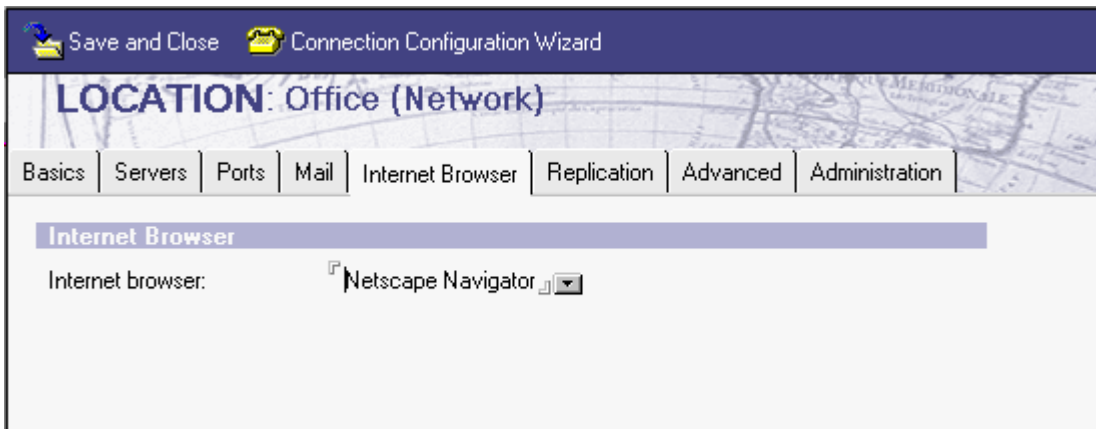 Save and Close Connection Configuration Wizard
LOCATION: Office (Network)
Basics Servers Ports Mail Internet Browser Replication Advanced Administration
Internet Browser
Internet browser: Netscape Navigator